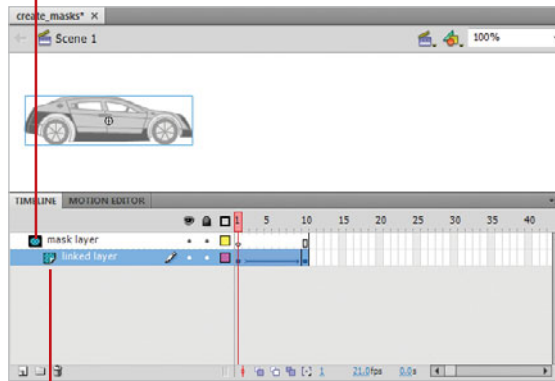 create_masks* ×
Scene 1
100%
TIMELINE MOTION EDITOR
1 5 10 15 20 25 30 35 40
mask layer
linked layer
1 21.0fps 0.0s